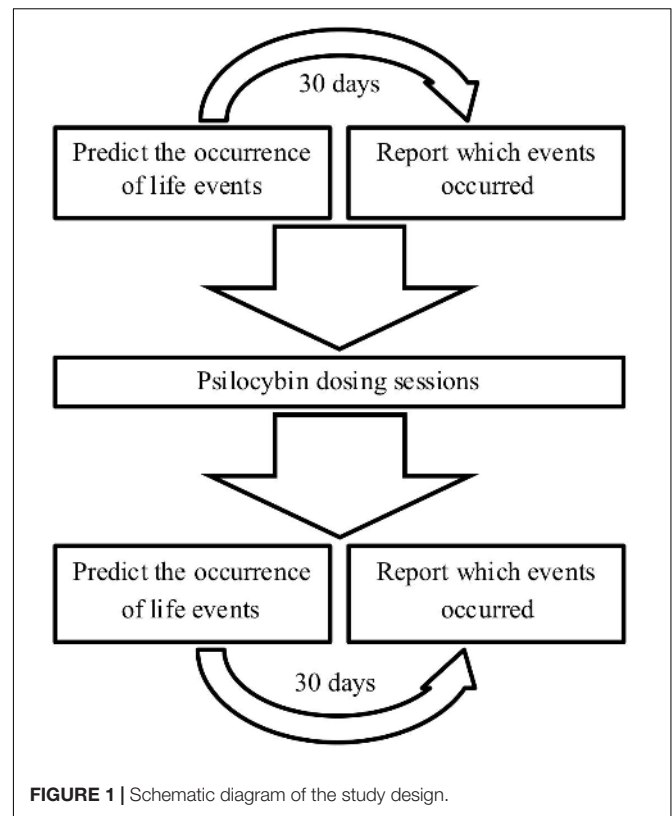 30 days
Predict the occurrence
of life events
Report which events
occurred
Psilocybin dosing sessions
Predict the occurrence
of life events
Report which events
occurred
30 days
FIGURE 1 | Schematic diagram of the study design.